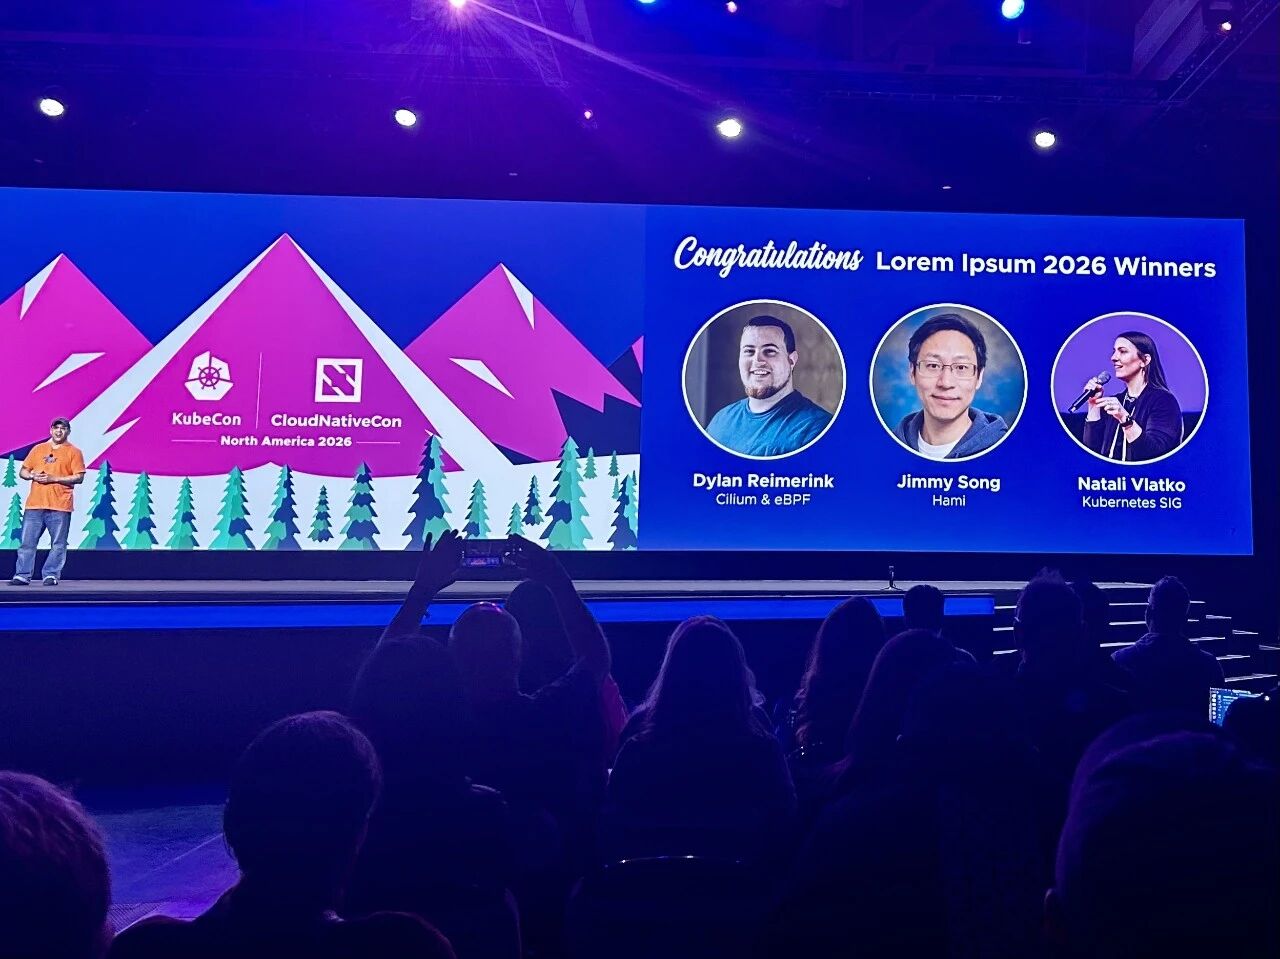 KubeCon
CloudNativeCon
North America 2026
Congratulations Lorem Ipsum 2026 Winners
Dylan Reimerink
Cilium & eBPF
Jimmy Song
Hami
Natali Vlatko
Kubernetes SIG